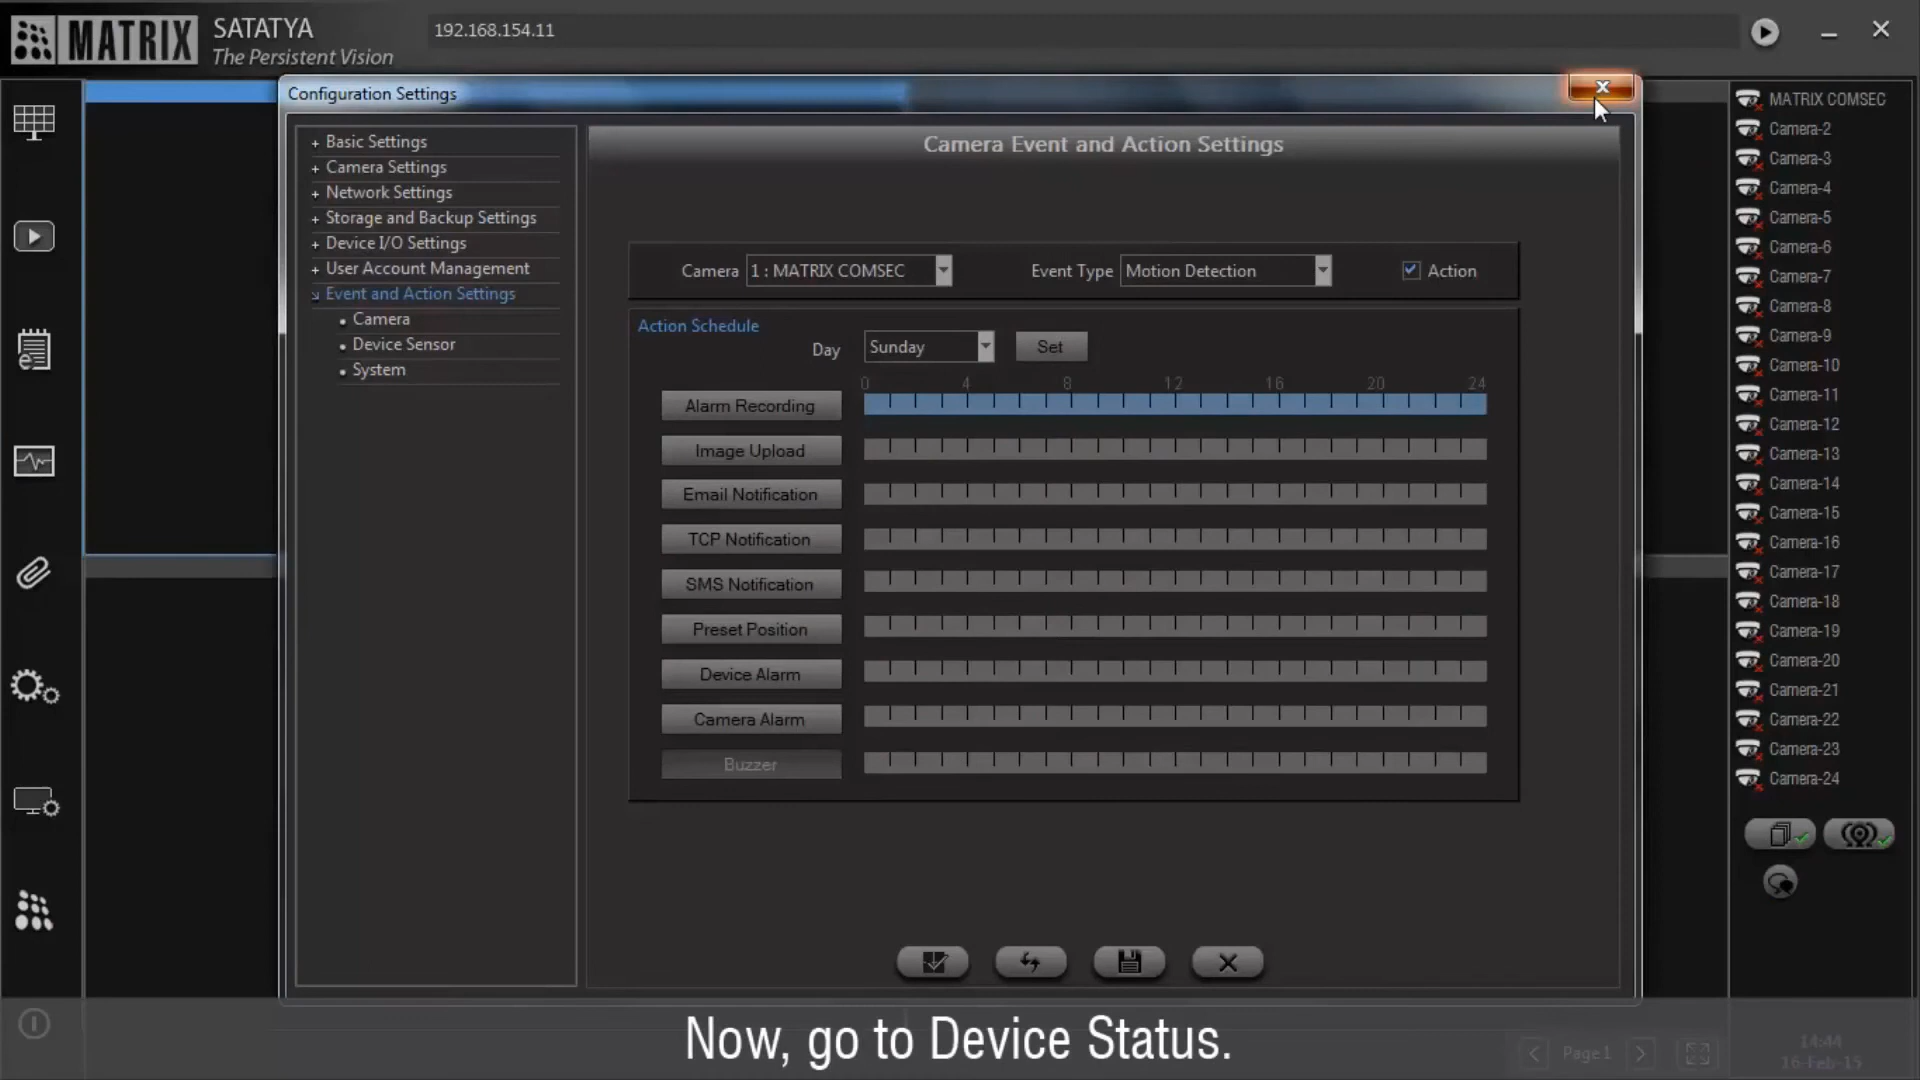 MATRIX
SATATYA
The Persistent Vision
192.168.154.11
Configuration Settings
+ Basic Settings
+ Camera Settings
+ Network Settings
+ Storage and Backup Settings
+ Device I/O Settings
+ User Account Management
Event and Action Settings
• Camera
• Device Sensor
• System
Camera Event and Action Settings
Camera 1 : MATRIX COMSEC Event Type Motion Detection Action
Action Schedule
Day Sunday Set
0 4 8 12 16 20 24
Alarm Recording
Image Upload
Email Notification
TCP Notification
SMS Notification
Preset Position
Device Alarm
Camera Alarm
Buzzer
MATRIX COMSEC
Camera-2
Camera-3
Camera-4
Camera-5
Camera-6
Camera-7
Camera-8
Camera-9
Camera-10
Camera-11
Camera-12
Camera-13
Camera-14
Camera-15
Camera-16
Camera-17
Camera-18
Camera-19
Camera-20
Camera-21
Camera-22
Camera-23
Camera-24
Now, go to Device Status.
Page1
14:44
16-Feb-15